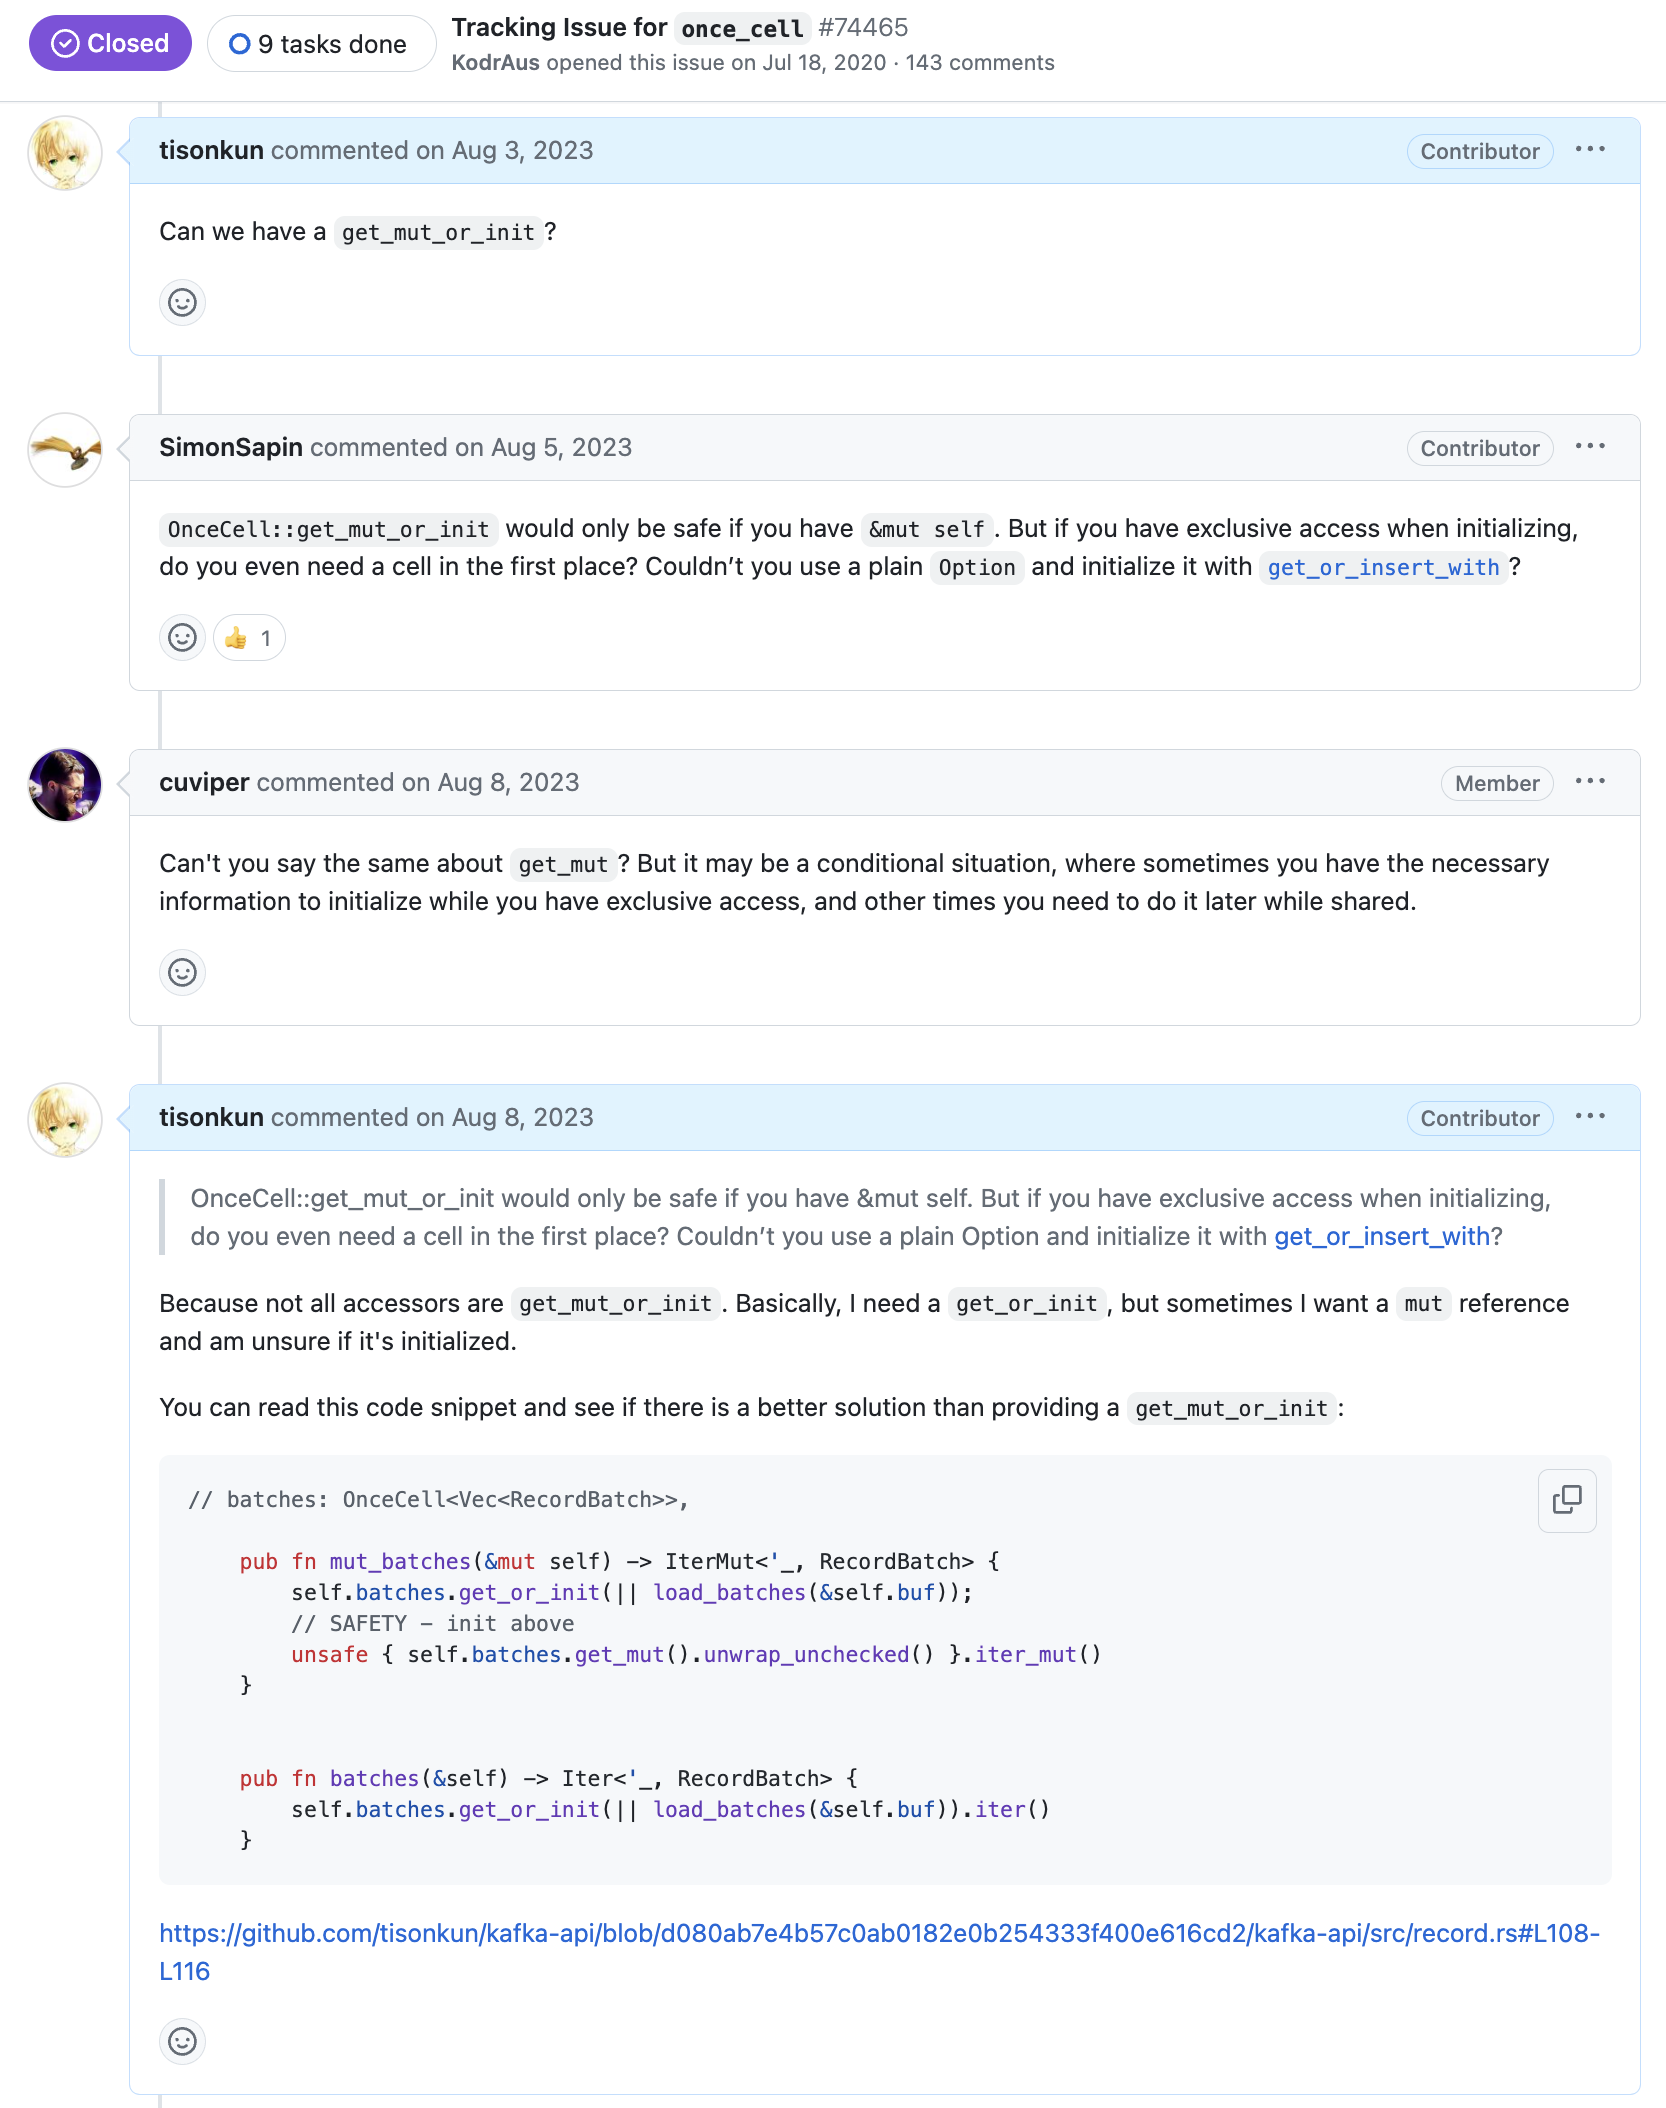 Closed
9 tasks done
Tracking Issue for once_cell #74465
KodrAus opened this issue on Jul 18, 2020 · 143 comments
tisonkun commented on Aug 3, 2023
Contributor
Can we have a get_mut_or_init?
SimonSapin commented on Aug 5, 2023
Contributor
OnceCell::get_mut_or_init would only be safe if you have &mut self. But if you have exclusive access when initializing,
do you even need a cell in the first place? Couldn’t you use a plain Option and initialize it with get_or_insert_with?
👍 1
cuviper commented on Aug 8, 2023
Member
Can't you say the same about get_mut? But it may be a conditional situation, where sometimes you have the necessary
information to initialize while you have exclusive access, and other times you need to do it later while shared.
tisonkun commented on Aug 8, 2023
Contributor
OnceCell::get_mut_or_init would only be safe if you have &mut self. But if you have exclusive access when initializing,
do you even need a cell in the first place? Couldn’t you use a plain Option and initialize it with get_or_insert_with?
Because not all accessors are get_mut_or_init. Basically, I need a get_or_init, but sometimes I want a mut reference
and am unsure if it's initialized.
You can read this code snippet and see if there is a better solution than providing a get_mut_or_init:
// batches: OnceCell<Vec<RecordBatch>>,
pub fn mut_batches(&mut self) -> IterMut<'_, RecordBatch> {
self.batches.get_or_init(|| load_batches(&self.buf));
// SAFETY – init above
unsafe { self.batches.get_mut().unwrap_unchecked() }.iter_mut()
}
pub fn batches(&self) -> Iter<'_, RecordBatch> {
self.batches.get_or_init(|| load_batches(&self.buf)).iter()
}
https://github.com/tisonkun/kafka-api/blob/d080ab7e4b57c0ab0182e0b254333f400e616cd2/kafka-api/src/record.rs#L108-
L116